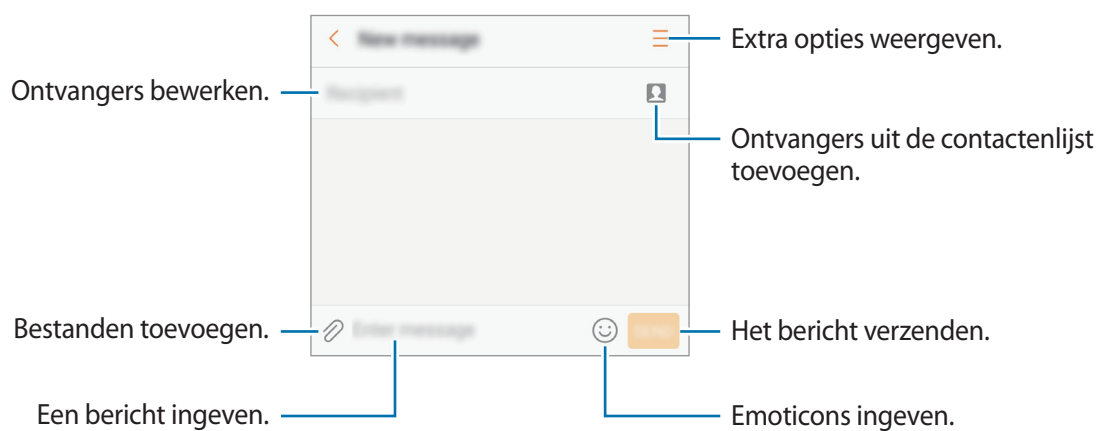 New message
Extra opties weergeven.
Ontvangers bewerken.
Recipient
Ontvangers uit de contactenlijst
toevoegen.
Bestanden toevoegen.
Enter message
Het bericht verzenden.
Een bericht ingeven.
Emoticons ingeven.